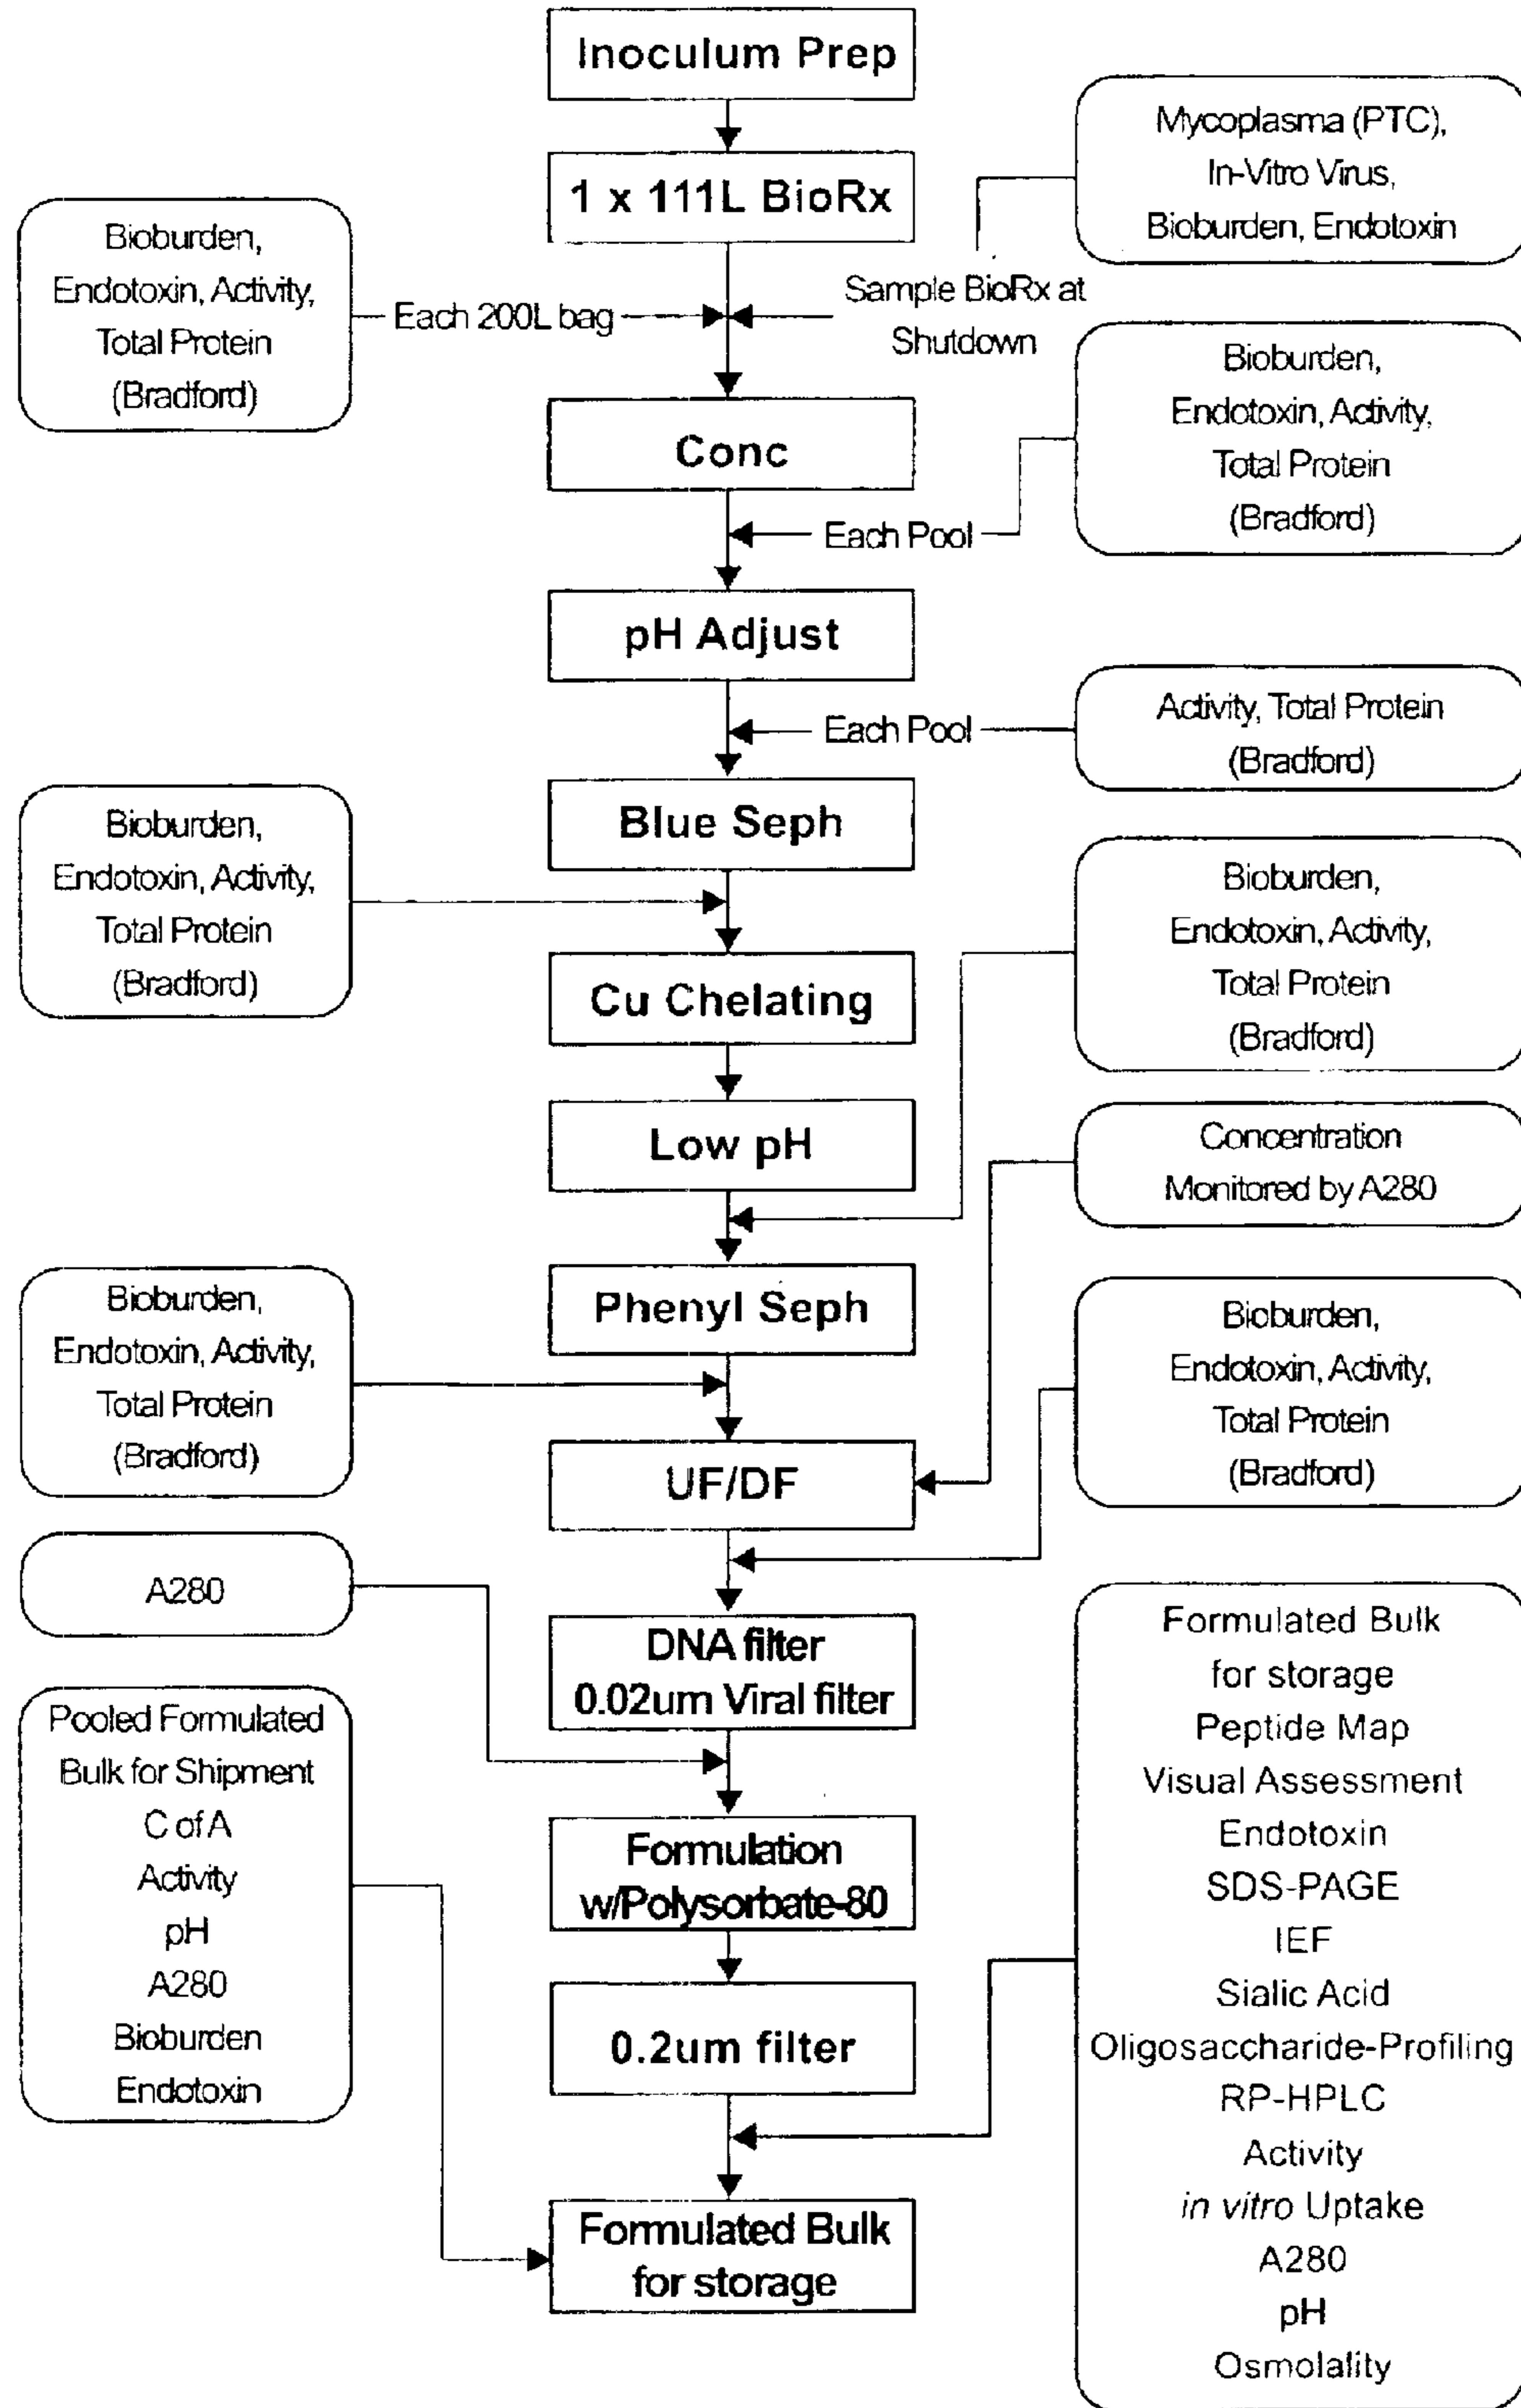 Inoculum Prep
1 x 111L BioRx
Mycoplasma (PTC),
In-Vitro Virus,
Bioburden, Endotoxin
Sample BioRx at
Shutdown
Bioburden,
Endotoxin, Activity,
Total Protein
(Bradford)
Each 200L bag
Conc
Bioburden,
Endotoxin, Activity,
Total Protein
(Bradford)
Each Pool
pH Adjust
Each Pool
Activity, Total Protein
(Bradford)
Blue Seph
Bioburden,
Endotoxin, Activity,
Total Protein
(Bradford)
Cu Chelating
Bioburden,
Endotoxin, Activity,
Total Protein
(Bradford)
Low pH
Concentration
Monitored by A280
Phenyl Seph
Bioburden,
Endotoxin, Activity,
Total Protein
(Bradford)
UF/DF
Bioburden,
Endotoxin, Activity,
Total Protein
(Bradford)
A280
DNA filter
0.02um Viral filter
Pooled Formulated
Bulk for Shipment
C of A
Activity
pH
A280
Bioburden
Endotoxin
Formulation
w/Polysorbate-80
0.2um filter
Formulated Bulk
for storage
Formulated Bulk
for storage
Peptide Map
Visual Assessment
Endotoxin
SDS-PAGE
IEF
Sialic Acid
Oligosaccharide-Profiling
RP-HPLC
Activity
in vitro Uptake
A280
pH
Osmolality